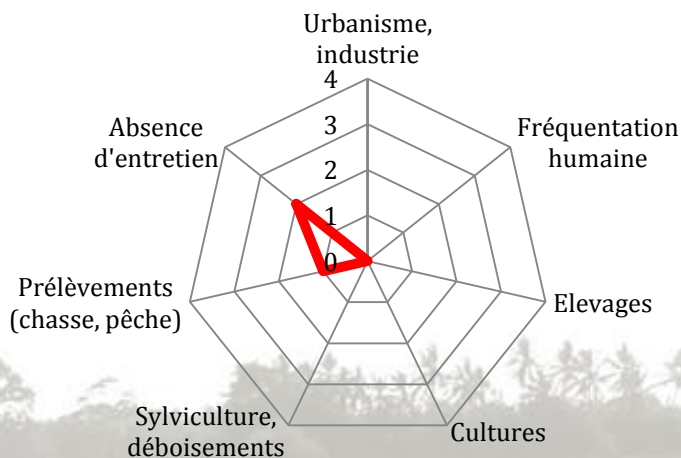 Urbanisme,
industrie
4
3
2
1
0
Fréquentation
humaine
Elevages
Cultures
Sylviculture,
déboisements
Prélèvements
(chasse, pêche)
Absence
d'entretien